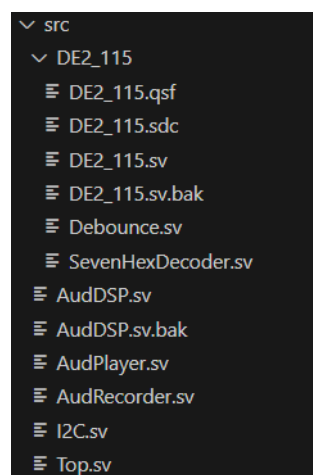 src
DE2_115
DE2_115.qsf
DE2_115.sdc
DE2_115.sv
DE2_115.sv.bak
Debounce.sv
SevenHexDecoder.sv
AudDSP.sv
AudDSP.sv.bak
AudPlayer.sv
AudRecorder.sv
I2C.sv
Top.sv